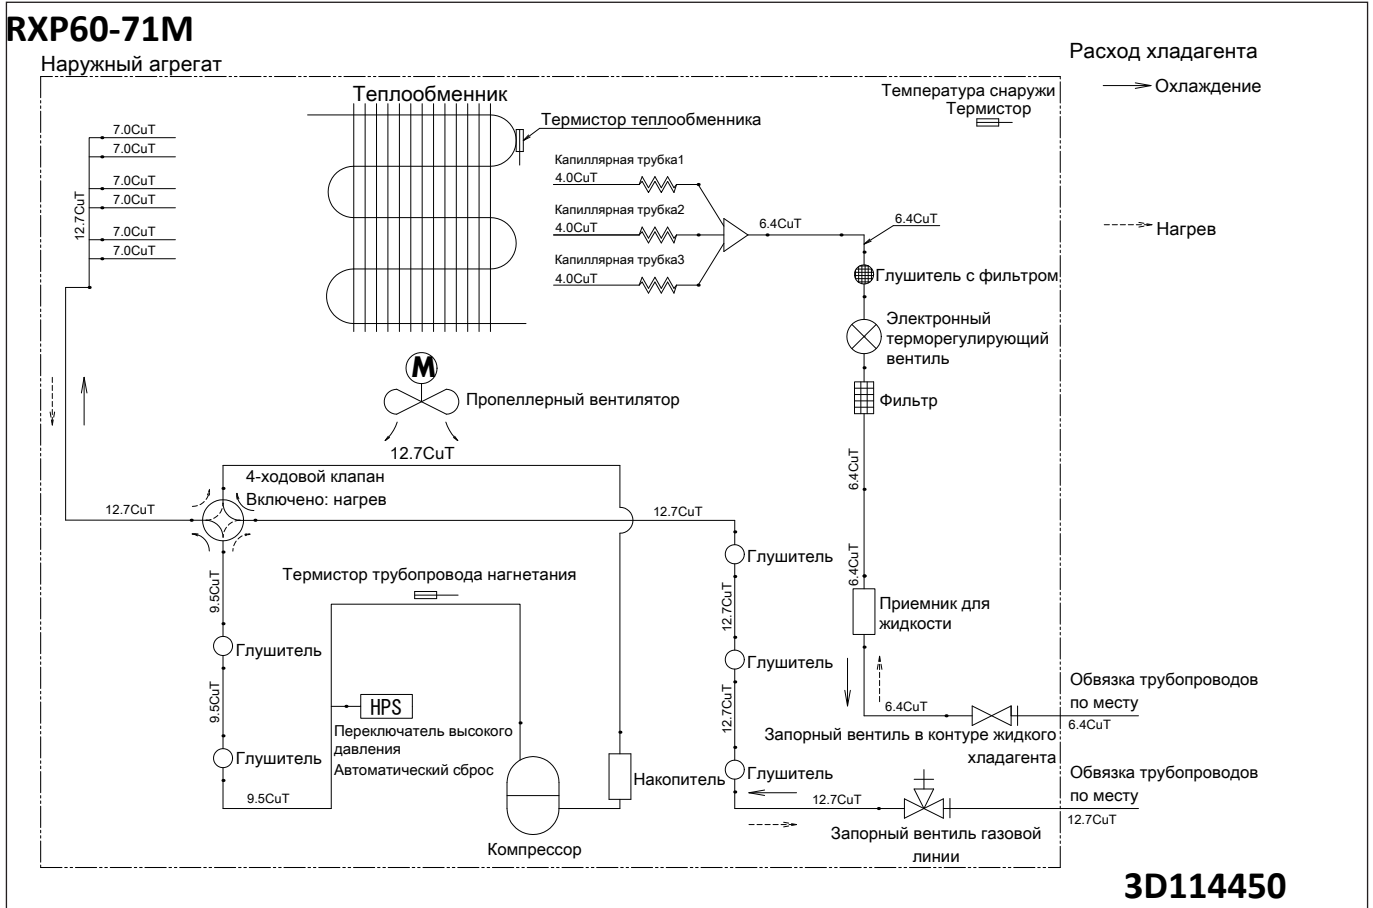 RXP60-71M
Наружный агрегат
Расход хладагента
Охлаждение
Нагрев
Теплообменник
Термистор теплообменника
Температура снаружи
Термистор
7.0CuT
7.0CuT
7.0CuT
7.0CuT
7.0CuT
7.0CuT
12.7CuT
Капиллярная трубка1
4.0CuT
Капиллярная трубка2
4.0CuT
Капиллярная трубка3
4.0CuT
6.4CuT
6.4CuT
Глушитель с фильтром
Электронный
терморегулирующий
вентиль
Фильтр
M
Пропеллерный вентилятор
12.7CuT
4-ходовой клапан
Включено: нагрев
12.7CuT
12.7CuT
6.4CuT
6.4CuT
Глушитель
Термистор трубопровода нагнетания
9.5CuT
12.7CuT
Приемник для
жидкости
Глушитель
Глушитель
9.5CuT
12.7CuT
HPS
Переключатель высокого
давления
Автоматический сброс
6.4CuT
Обвязка трубопроводов
по месту
6.4CuT
Запорный вентиль в контуре жидкого
хладагента
Глушитель
Накопитель
Глушитель
Обвязка трубопроводов
по месту
12.7CuT
9.5CuT
12.7CuT
Запорный вентиль газовой
линии
Компрессор
3D114450